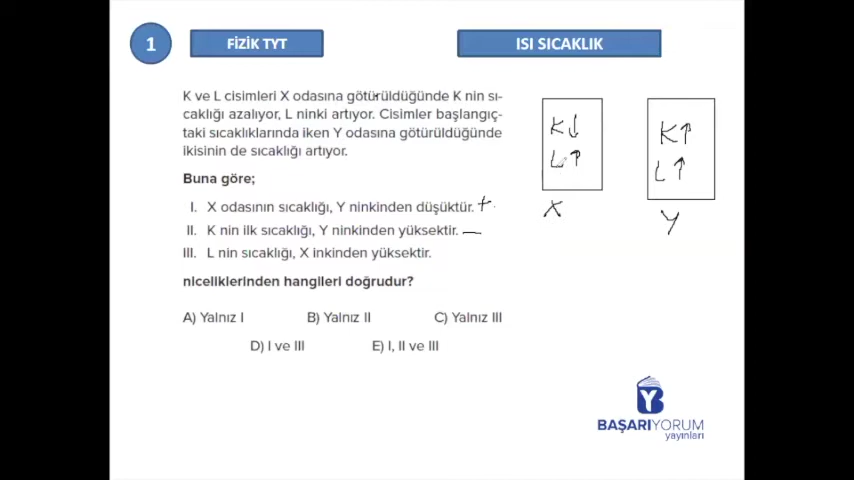 1
FİZİK TYT
ISI SICAKLIK
K ve L cisimleri X odasına götürüldüğünde K nin sı-
caklığı azalıyor, L ninki artıyor. Cisimler başlangıç-
taki sıcaklıklarında iken Y odasına götürüldüğünde
ikisinin de sıcaklığı artıyor.
Buna göre;
I. X odasının sıcaklığı, Y ninkinden düşüktür. +
II. K nin ilk sıcaklığı, Y ninkinden yüksektir. —
III. L nin sıcaklığı, X inkinden yüksektir.
niceliklerinden hangileri doğrudur?
A) Yalnız I B) Yalnız II C) Yalnız III
D) I ve III E) I, II ve III
K↓
L↑
X
K↑
L↑
Y
BAŞARIYORUM
yayınları